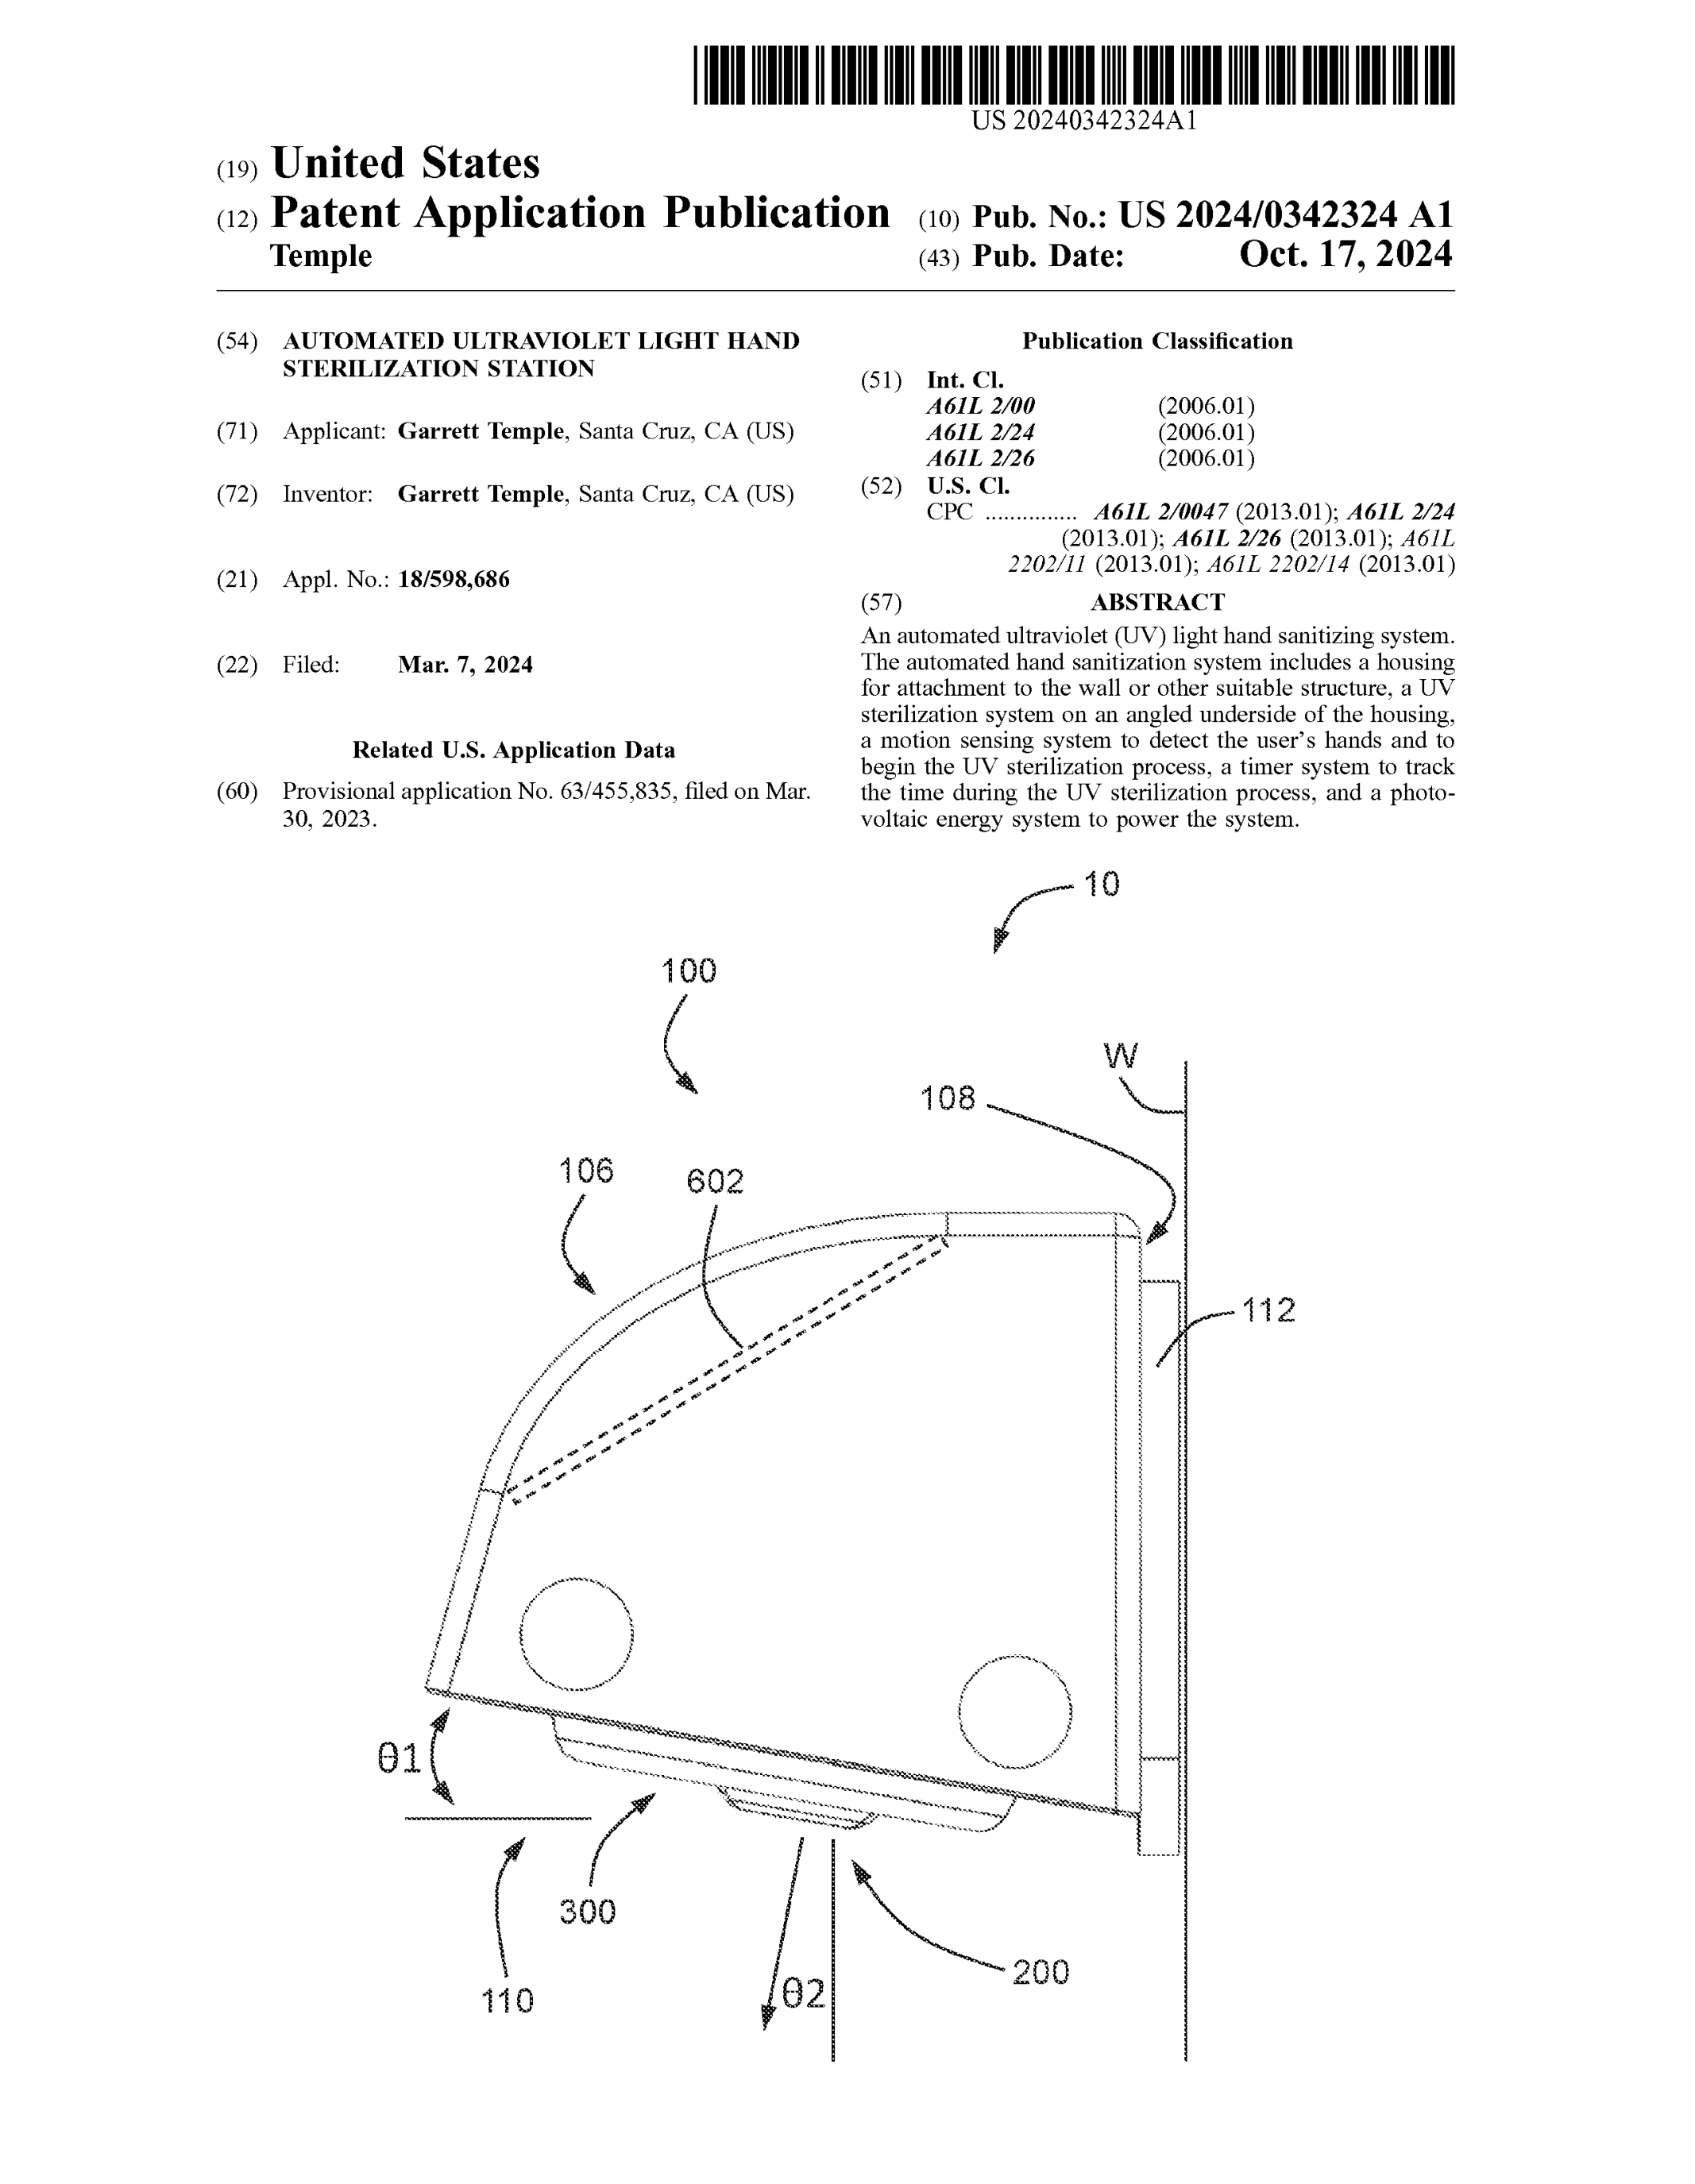 US 20240342324A1
(19) United States
(12) Patent Application Publication (10) Pub. No.: US 2024/0342324 A1
Temple (43) Pub. Date: Oct. 17, 2024
(54) AUTOMATED ULTRAVIOLET LIGHT HAND
STERILIZATION STATION
(71) Applicant: Garrett Temple, Santa Cruz, CA (US)
(72) Inventor: Garrett Temple, Santa Cruz, CA (US)
(21) Appl. No.: 18/598,686
(22) Filed: Mar. 7, 2024
Related U.S. Application Data
(60) Provisional application No. 63/455,835, filed on Mar.
30, 2023.
Publication Classification
(51) Int. Cl.
A61L 2/00 (2006.01)
A61L 2/24 (2006.01)
A61L 2/26 (2006.01)
(52) U.S. Cl.
CPC ............... A61L 2/0047 (2013.01); A61L 2/24
(2013.01); A61L 2/26 (2013.01); A61L
2202/11 (2013.01); A61L 2202/14 (2013.01)
(57) ABSTRACT
An automated ultraviolet (UV) light hand sanitizing system.
The automated hand sanitization system includes a housing
for attachment to the wall or other suitable structure, a UV
sterilization system on an angled underside of the housing,
a motion sensing system to detect the user's hands and to
begin the UV sterilization process, a timer system to track
the time during the UV sterilization process, and a photo-
voltaic energy system to power the system.
10
100
W
108
106
602
112
θ1
300
200
θ2
110